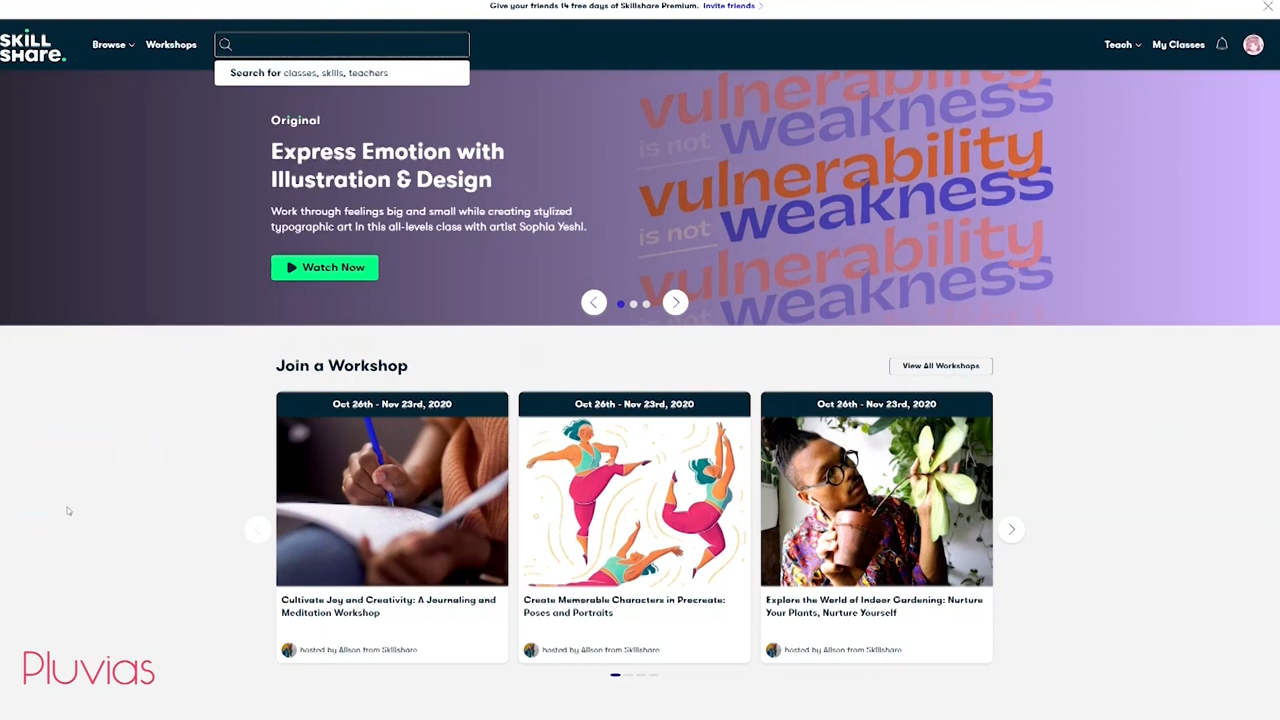 Give your friends 14 free days of Skillshare Premium. Invite friends
SKILL
SHARE.
Browse
Workshops
Teach
My Classes
Search for classes, skills, teachers
Original
Express Emotion with
Illustration & Design
Work through feelings big and small while creating stylized
typographic art in this all-levels class with artist Sophia Yeshi.
Watch Now
vulnerability
is not weakness
vulnerability
is not weakness
vulnerability
is not weakness
Join a Workshop
View All Workshops
Oct 26th - Nov 23rd, 2020
Cultivate Joy and Creativity: A Journaling and
Meditation Workshop
hosted by Alison from Skillshare
Oct 26th - Nov 23rd, 2020
Create Memorable Characters in Procreate:
Poses and Portraits
hosted by Alison from Skillshare
Oct 26th - Nov 23rd, 2020
Explore the World of Indoor Gardening: Nurture
Your Plants, Nurture Yourself
hosted by Alison from Skillshare
Pluvias